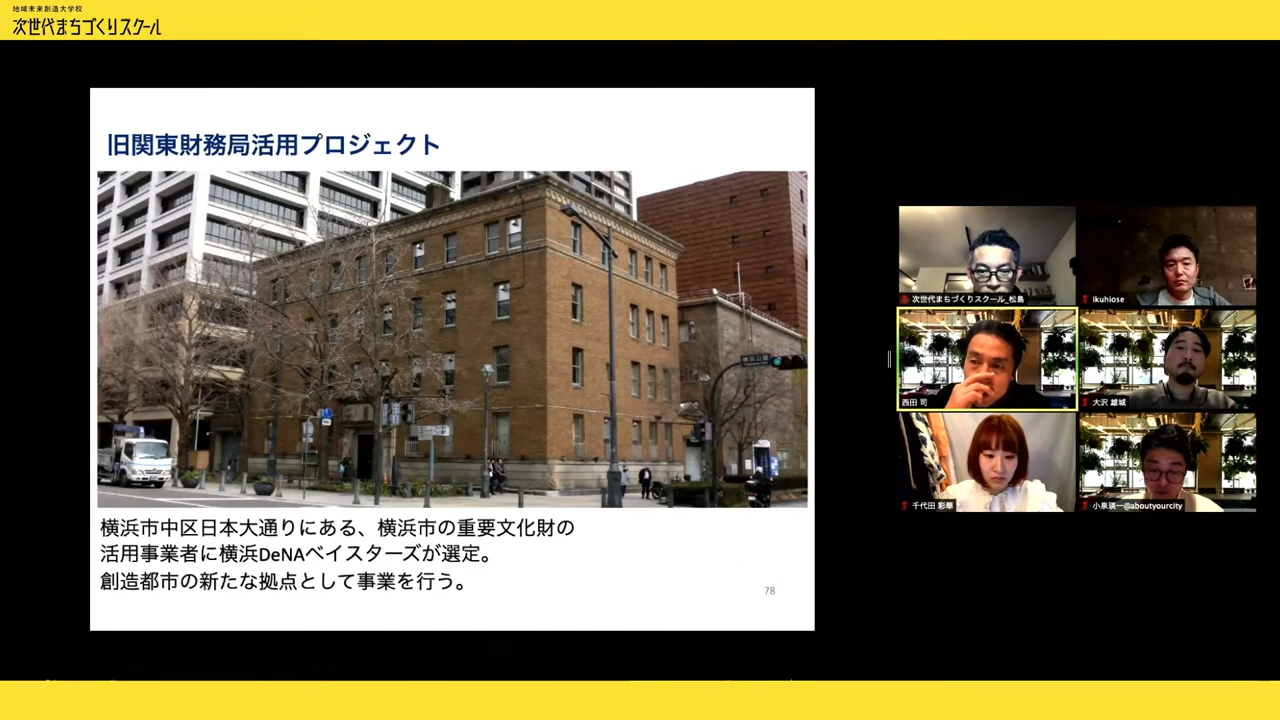 地域未来創造大学校
次世代まちづくりスクール
旧関東財務局活用プロジェクト
横浜公園
横浜市中区日本大通りにある、横浜市の重要文化財の
活用事業者に横浜DeNAベイスターズが選定。
創造都市の新たな拠点として事業を行う。
78
次世代まちづくりスクール_松島
ikuhiose
西田 司
大沢 雄城
千代田 彩華
小泉瑛一@aboutyourcity